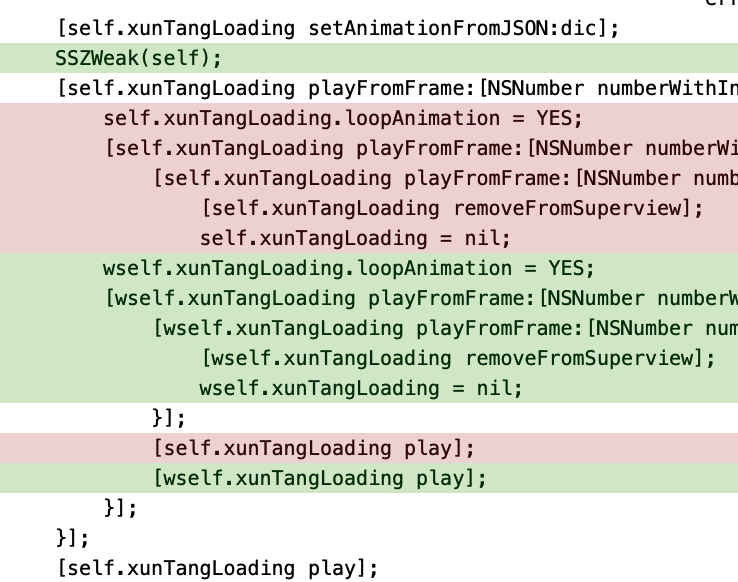 [self.xunTangLoading setAnimationFromJSON:dic];
SSZWeak(self);
[self.xunTangLoading playFromFrame:[NSNumber numberWithIn
self.xunTangLoading.loopAnimation = YES;
[self.xunTangLoading playFromFrame:[NSNumber numberWi
[self.xunTangLoading playFromFrame:[NSNumber numb
[self.xunTangLoading removeFromSuperview];
self.xunTangLoading = nil;
wself.xunTangLoading.loopAnimation = YES;
[wself.xunTangLoading playFromFrame:[NSNumber numberW
[wself.xunTangLoading playFromFrame:[NSNumber num
[wself.xunTangLoading removeFromSuperview];
wself.xunTangLoading = nil;
}];
[self.xunTangLoading play];
[wself.xunTangLoading play];
}];
}];
[self.xunTangLoading play];